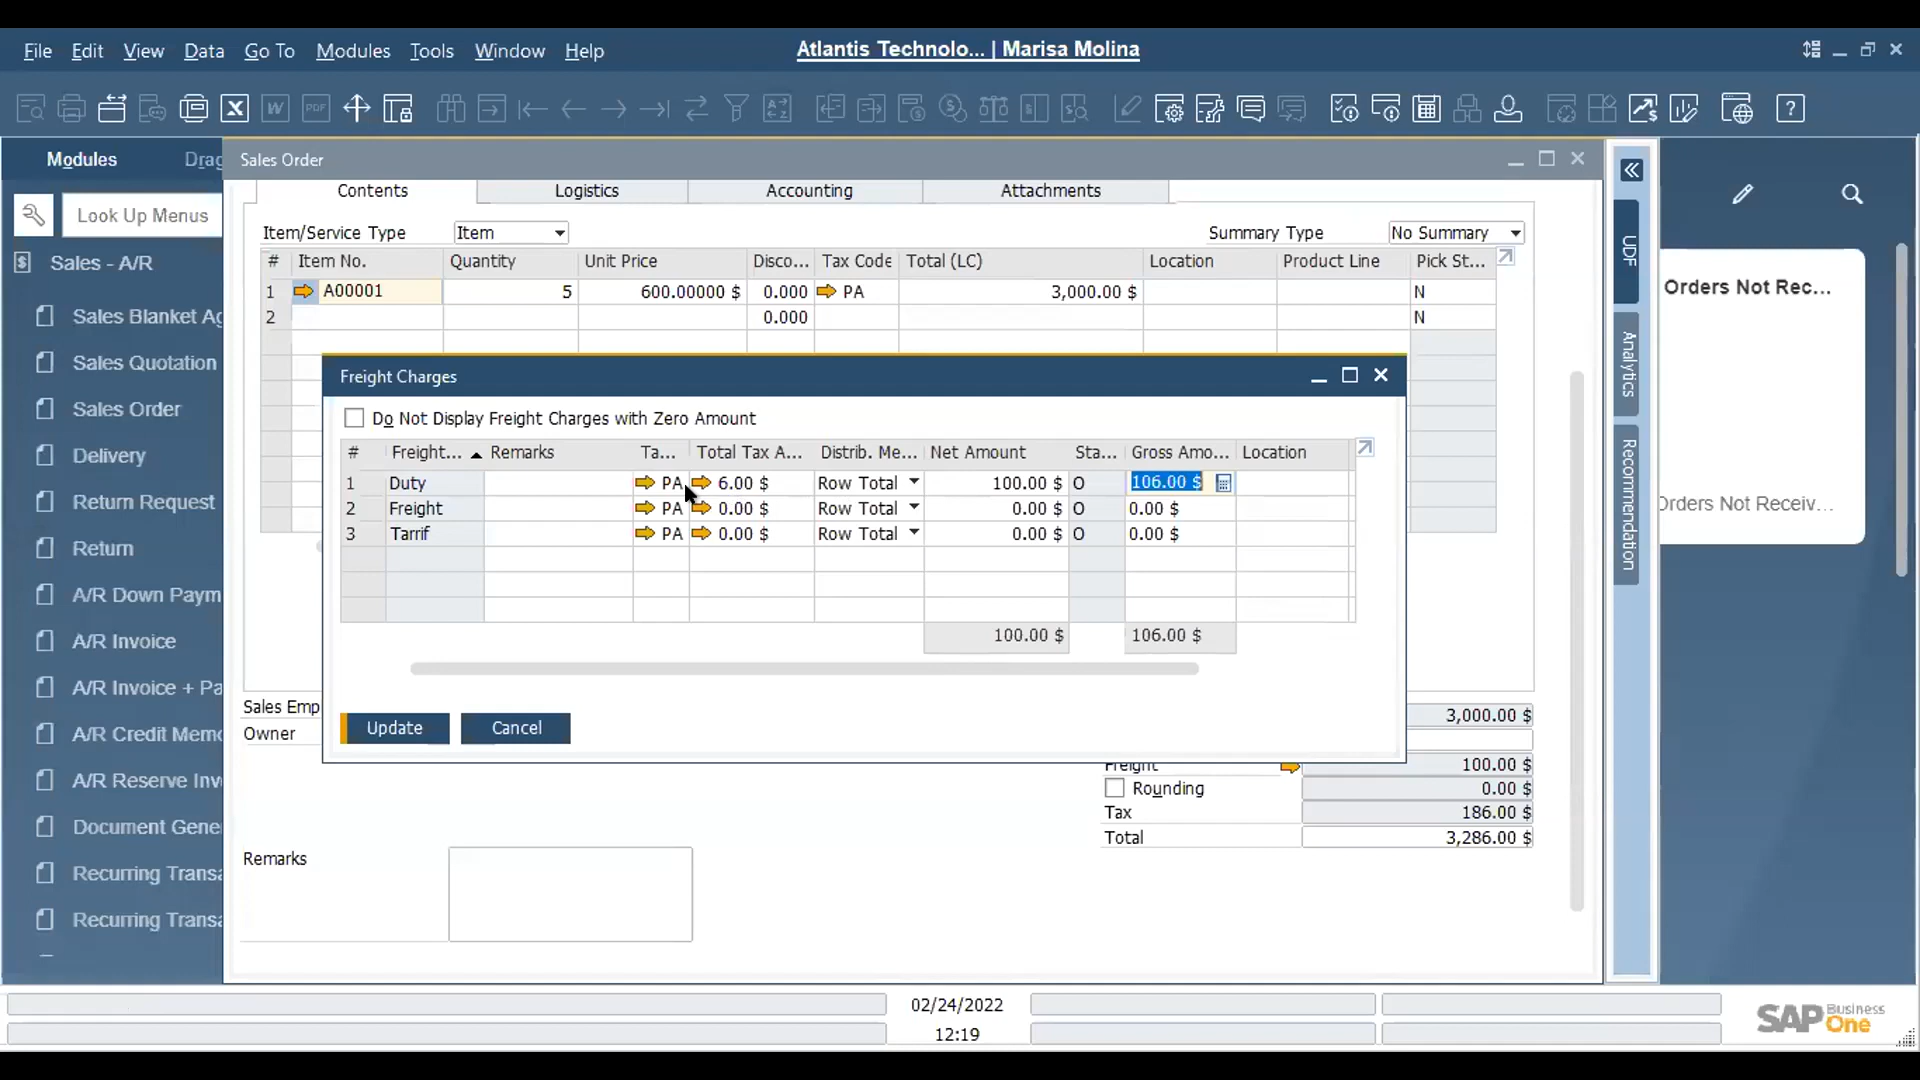 File Edit View Data Go To Modules Tools Window Help
Atlantis Technolo... | Marisa Molina
Modules
Drag
Look Up Menus
Sales - A/R
Sales Blanket Ag
Sales Quotation
Sales Order
Delivery
Return Request
Return
A/R Down Paym
A/R Invoice
A/R Invoice + Pa
A/R Credit Memo
A/R Reserve Inv
Document Gene
Recurring Transa
Recurring Transa
Sales Order
Contents Logistics Accounting Attachments
Item/Service Type Item Summary Type No Summary
# Item No. Quantity Unit Price Disco... Tax Code Total (LC) Location Product Line Pick St...
1 A00001 5 600.00000 $ 0.000 PA 3,000.00 $ N
2 0.000 N
Freight Charges
Do Not Display Freight Charges with Zero Amount
# Freight... Remarks Ta... Total Tax A... Distrib. Me... Net Amount Sta... Gross Amo... Location
1 Duty PA 6.00 $ Row Total 100.00 $ O 106.00 $
2 Freight PA 0.00 $ Row Total 0.00 $ O 0.00 $
3 Tarrif PA 0.00 $ Row Total 0.00 $ O 0.00 $
100.00 $ 106.00 $
Update Cancel
Sales Emp
Owner
3,000.00 $
Freight 100.00 $
Rounding 0.00 $
Tax 186.00 $
Total 3,286.00 $
Remarks
UDF
Analytics
Recommendation
Orders Not Rec...
Orders Not Receiv...
02/24/2022
12:19
SAP Business One